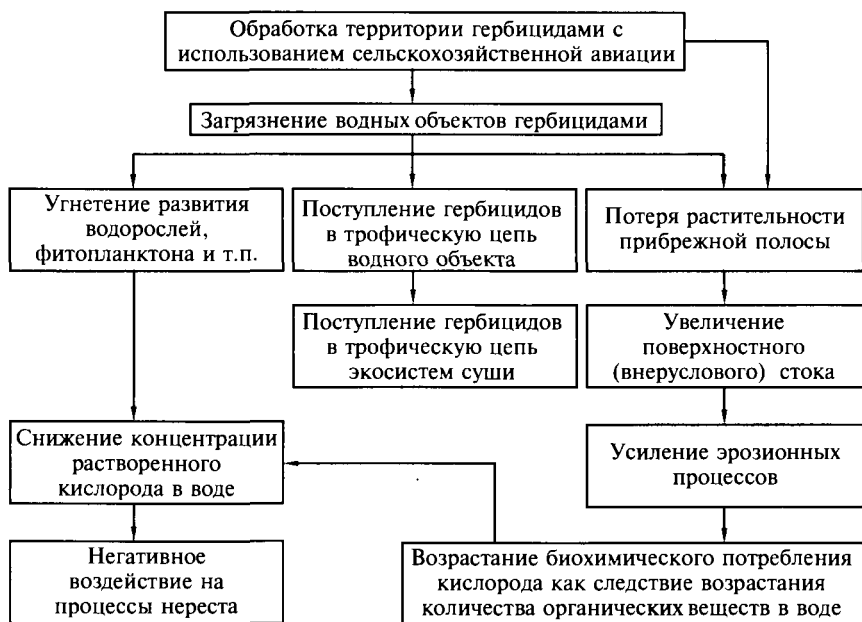 Обработка территории гербицидами с
использованием сельскохозяйственной авиации
Загрязнение водных объектов гербицидами
Угнетение развития
водорослей,
фитопланктона и т.п.
Поступление гербицидов
в трофическую цепь
водного объекта
Потеря растительности
прибрежной полосы
Поступление гербицидов
в трофическую цепь
экосистем суши
Увеличение
поверхностного
(внеруслового) стока
Снижение концентрации
растворенного
кислорода в воде
Усиление эрозионных
процессов
Негативное
воздействие на
процессы нереста
Возрастание биохимического потребления
кислорода как следствие возрастания
количества органических веществ в воде